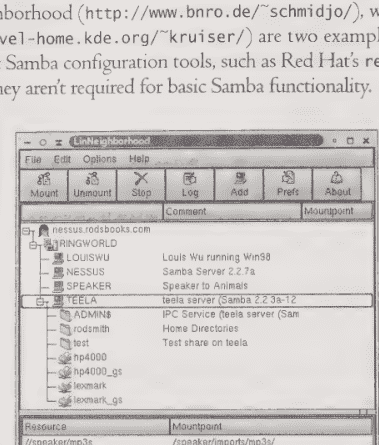 hborhood (http://www.bnro.de/~schmidjo/), w
vel-home.kde.org/~kruiser/) are two exampl
Samba configuration tools, such as Red Hat's re
hey aren't required for basic Samba functionality.
LinNeighborhood
File Edit Options Help
Mount Unmount Stop Log Add Prefs About
Comment Mountpoint
nessus.rodsbooks.com
RINGWORLD
LOUISWU Louis Wu running Win98
NESSUS Samba Server 2.2.7a
SPEAKER Speaker to Animals
TEELA teela server (Samba 2.2.3a-12
ADMIN$ IPC Service (teela server (Sam
rodsmith Home Directories
test Test share on teela
hp4000
hp4000_gs
lexmark
lexmark_gs
Resource Mountpoint
//speaker/mp3s /speaker/imports/mp3s/